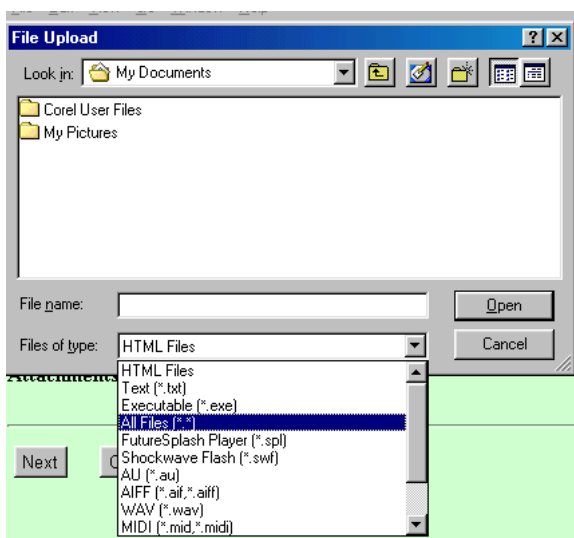 File Upload
Look in: My Documents
Corel User Files
My Pictures
File name:
Open
Files of type: HTML Files
Cancel
HTML Files
Text (*.txt)
Executable (*.exe)
All Files (*.*)
FutureSplash Player (*.spl)
Shockwave Flash (*.swf)
AU (*.au)
AIFF (*.aif,*.aiff)
WAV (*.wav)
MIDI (*.mid,*.midi)
Attachments
Next